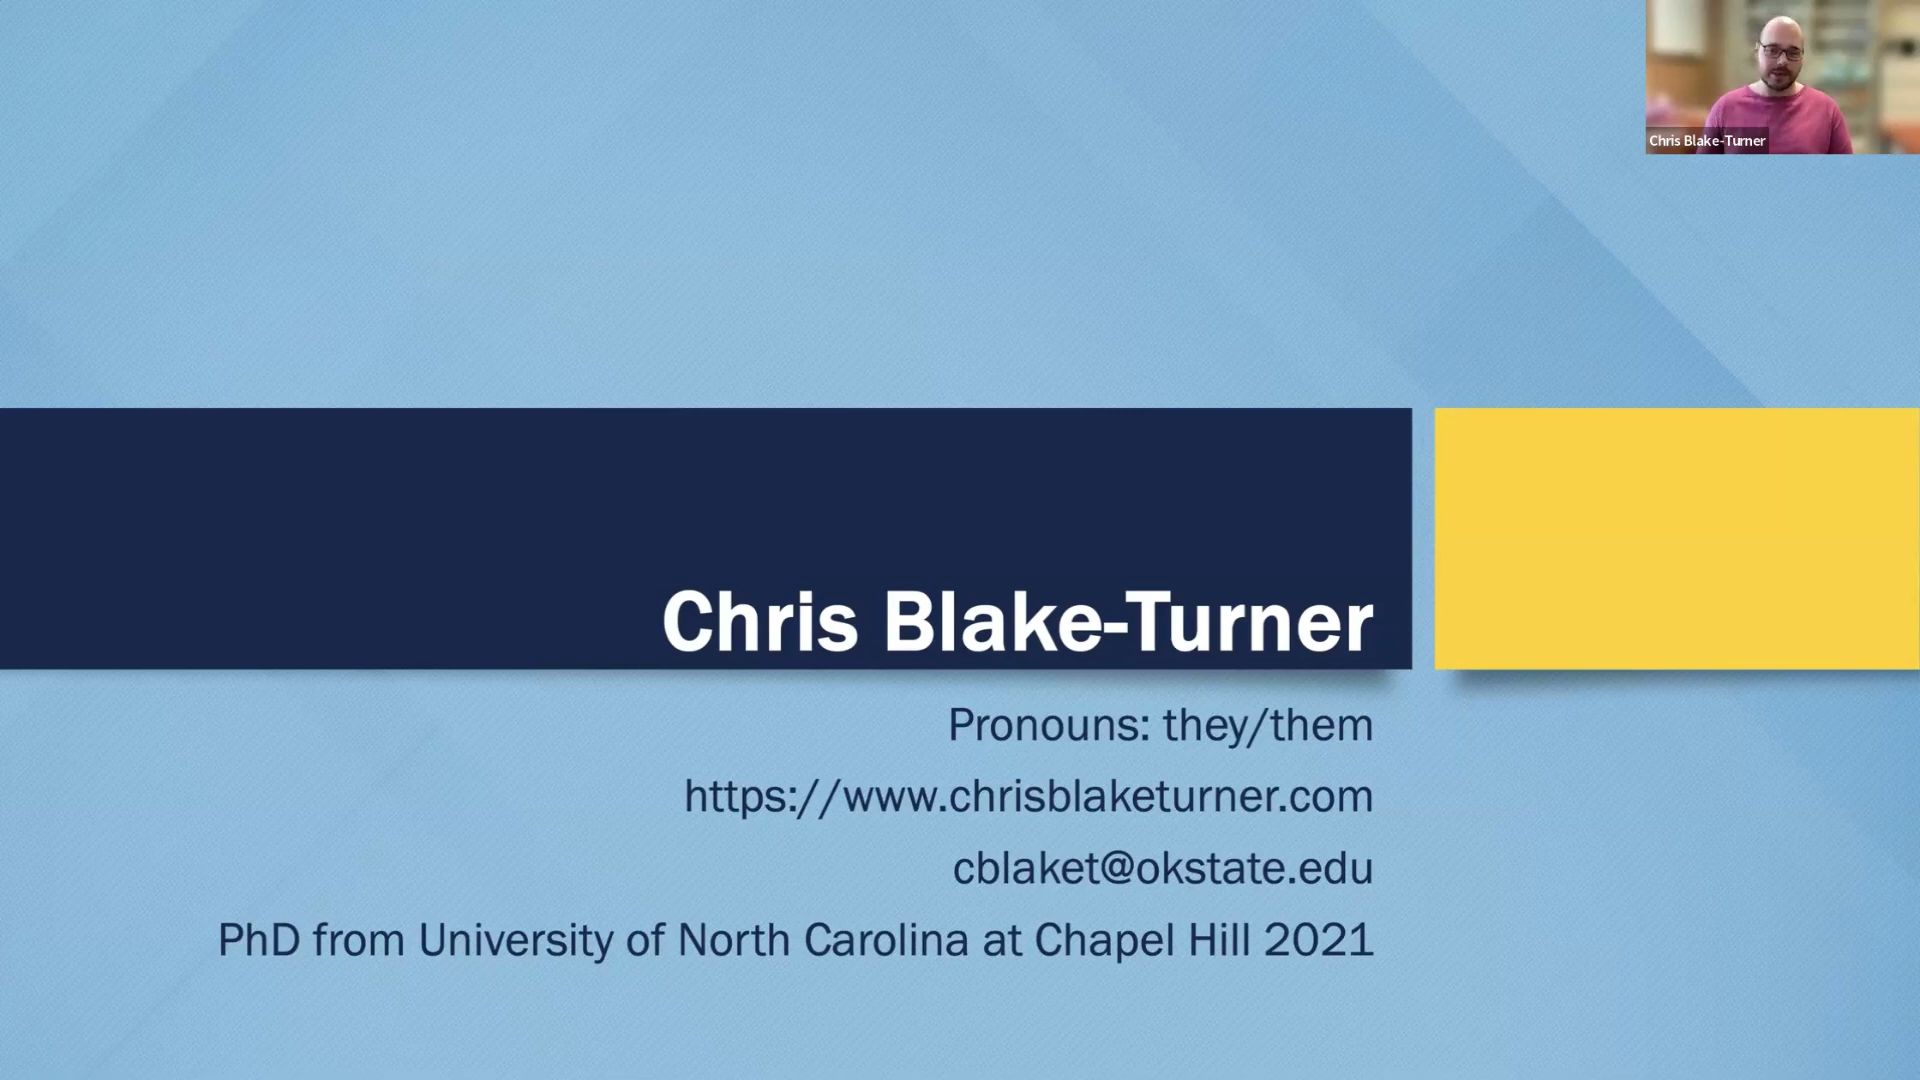 Chris Blake-Turner
Chris Blake-Turner
Pronouns: they/them
https://www.chrisblaketurner.com
cblaket@okstate.edu
PhD from University of North Carolina at Chapel Hill 2021